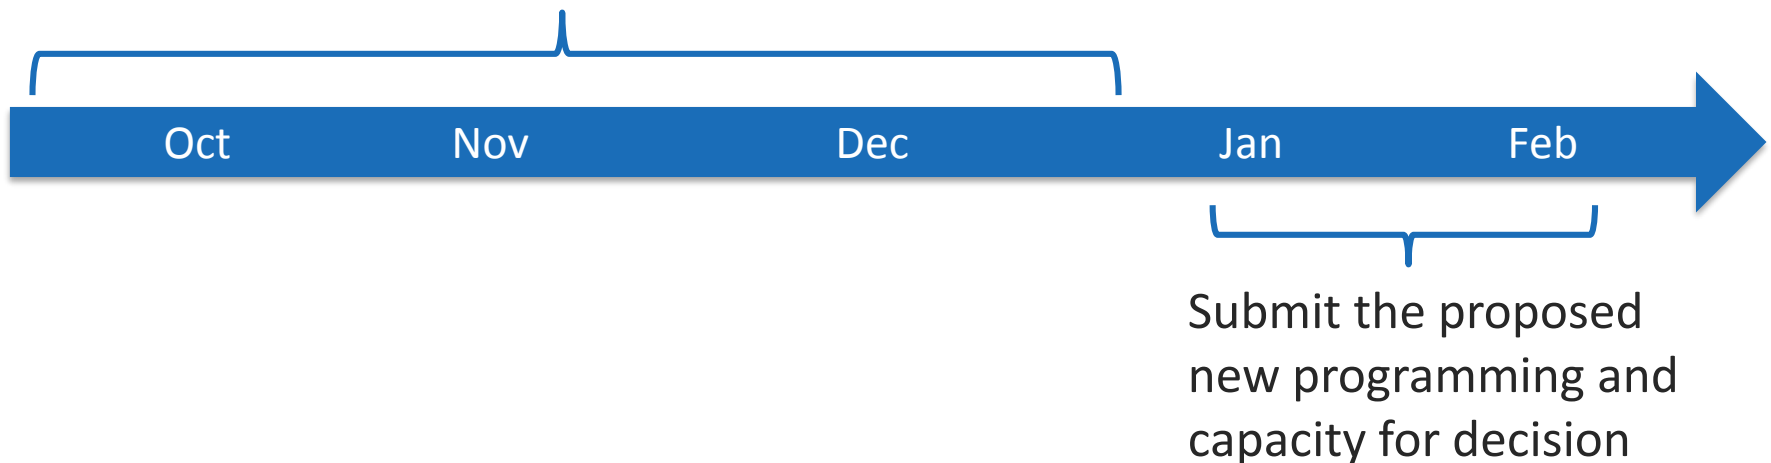 Oct Nov Dec Jan Feb
Submit the proposed
new programming and
capacity for decision